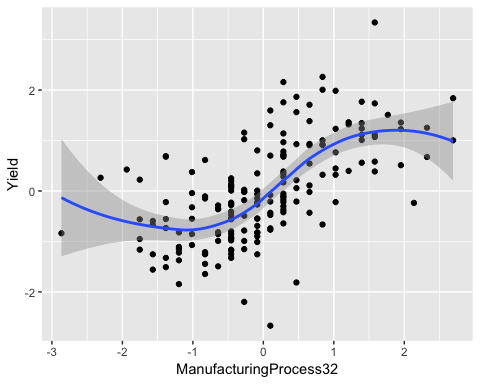 2
0
-2
Yield
-3 -2 -1 0 1 2
ManufacturingProcess32